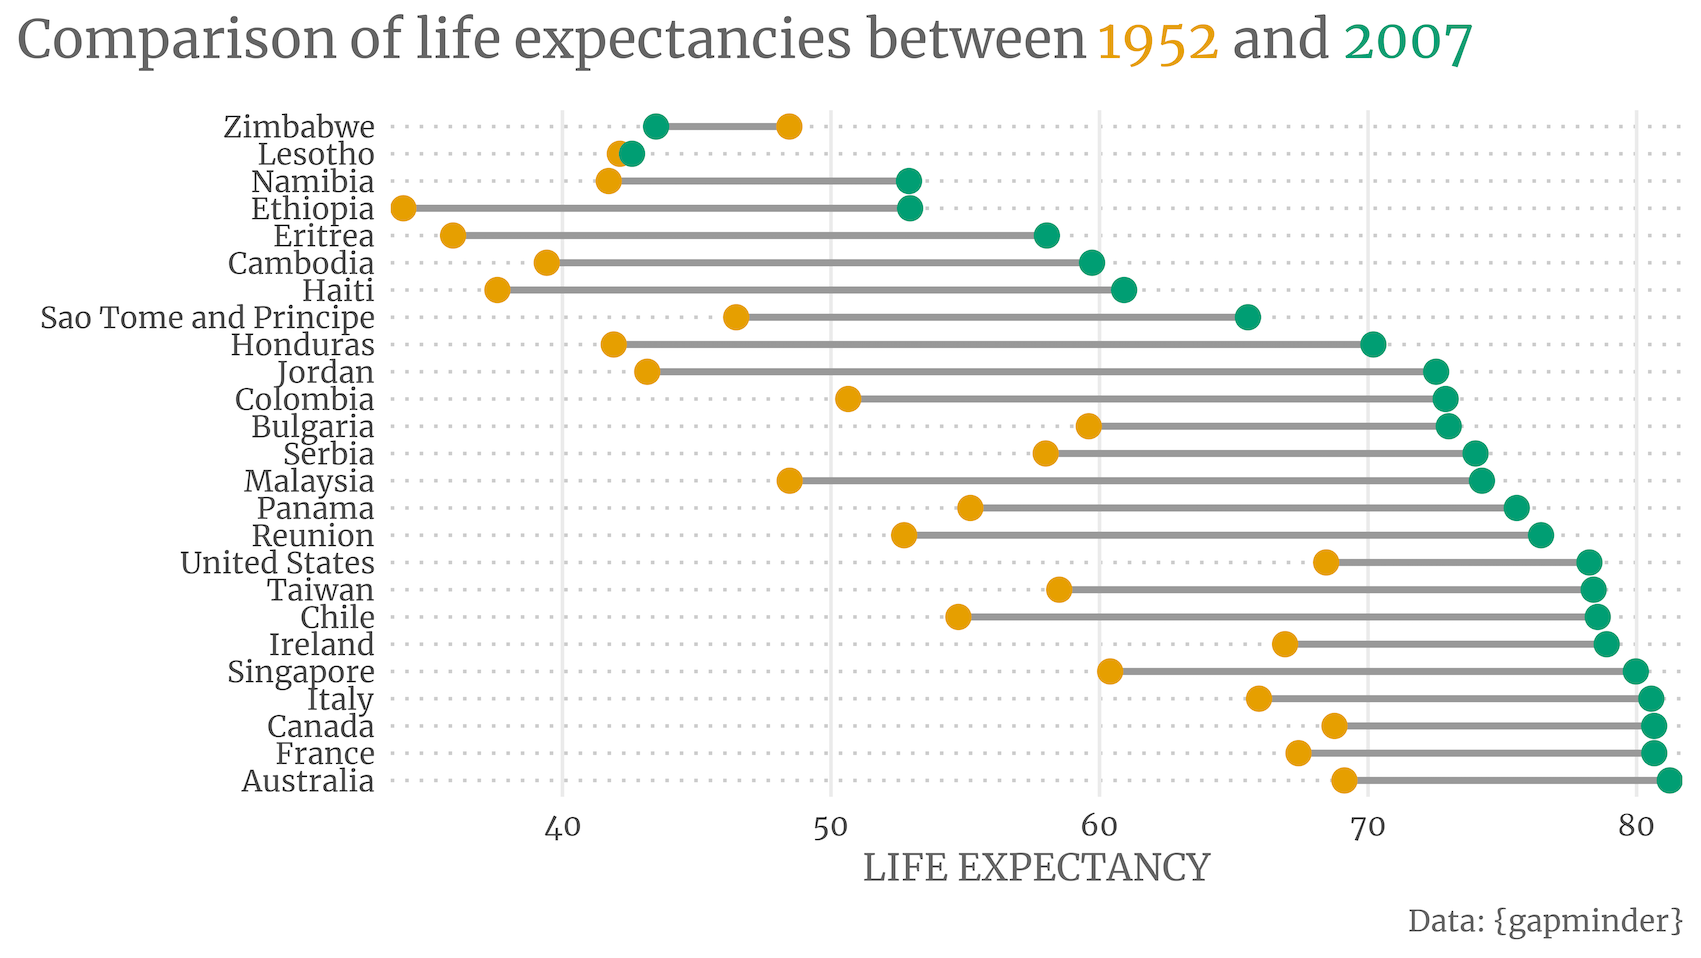 Comparison of life expectancies between 1952 and 2007
Zimbabwe
Lesotho
Namibia
Ethiopia
Eritrea
Cambodia
Haiti
Sao Tome and Principe
Honduras
Jordan
Colombia
Bulgaria
Serbia
Malaysia
Panama
Reunion
United States
Taiwan
Chile
Ireland
Singapore
Italy
Canada
France
Australia
40 50 60 70 80
LIFE EXPECTANCY
Data: {gapminder}